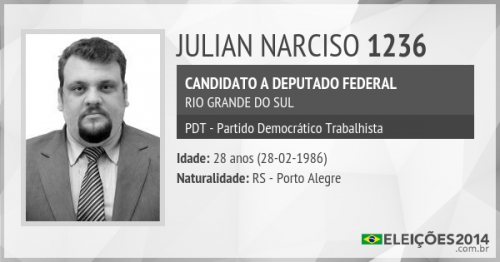 JULIAN NARCISO 1236
CANDIDATO A DEPUTADO FEDERAL
RIO GRANDE DO SUL
PDT - Partido Democrático Trabalhista
Idade: 28 anos (28-02-1986)
Naturalidade: RS - Porto Alegre
ELEIÇÕES2014
.com.br